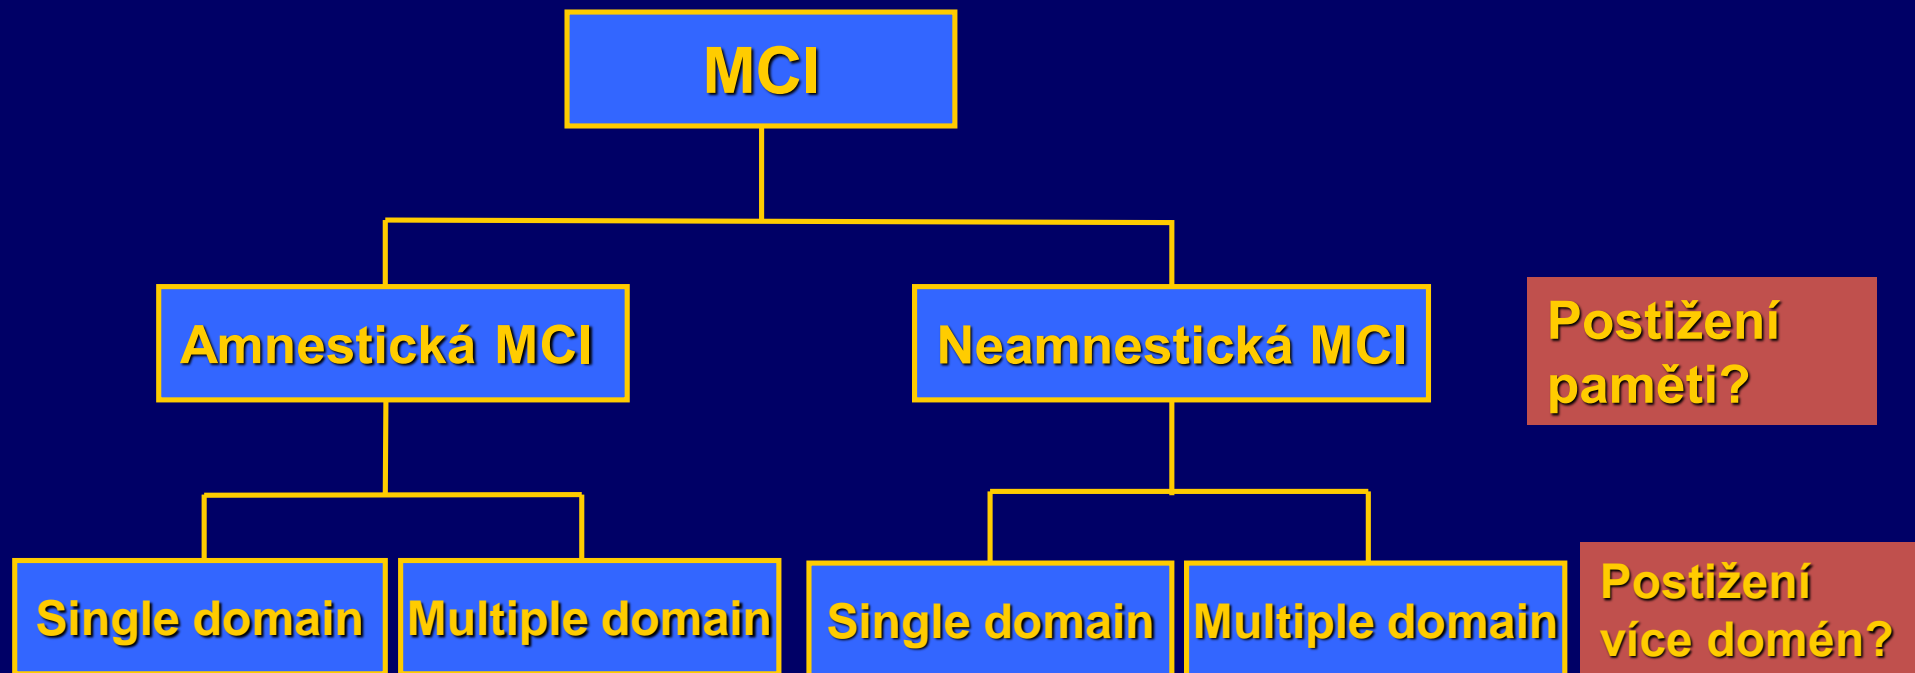 MCI
Amnestická MCI
Neamnestická MCI
Postižení
paměti?
Single domain
Multiple domain
Single domain
Multiple domain
Postižení
více domén?